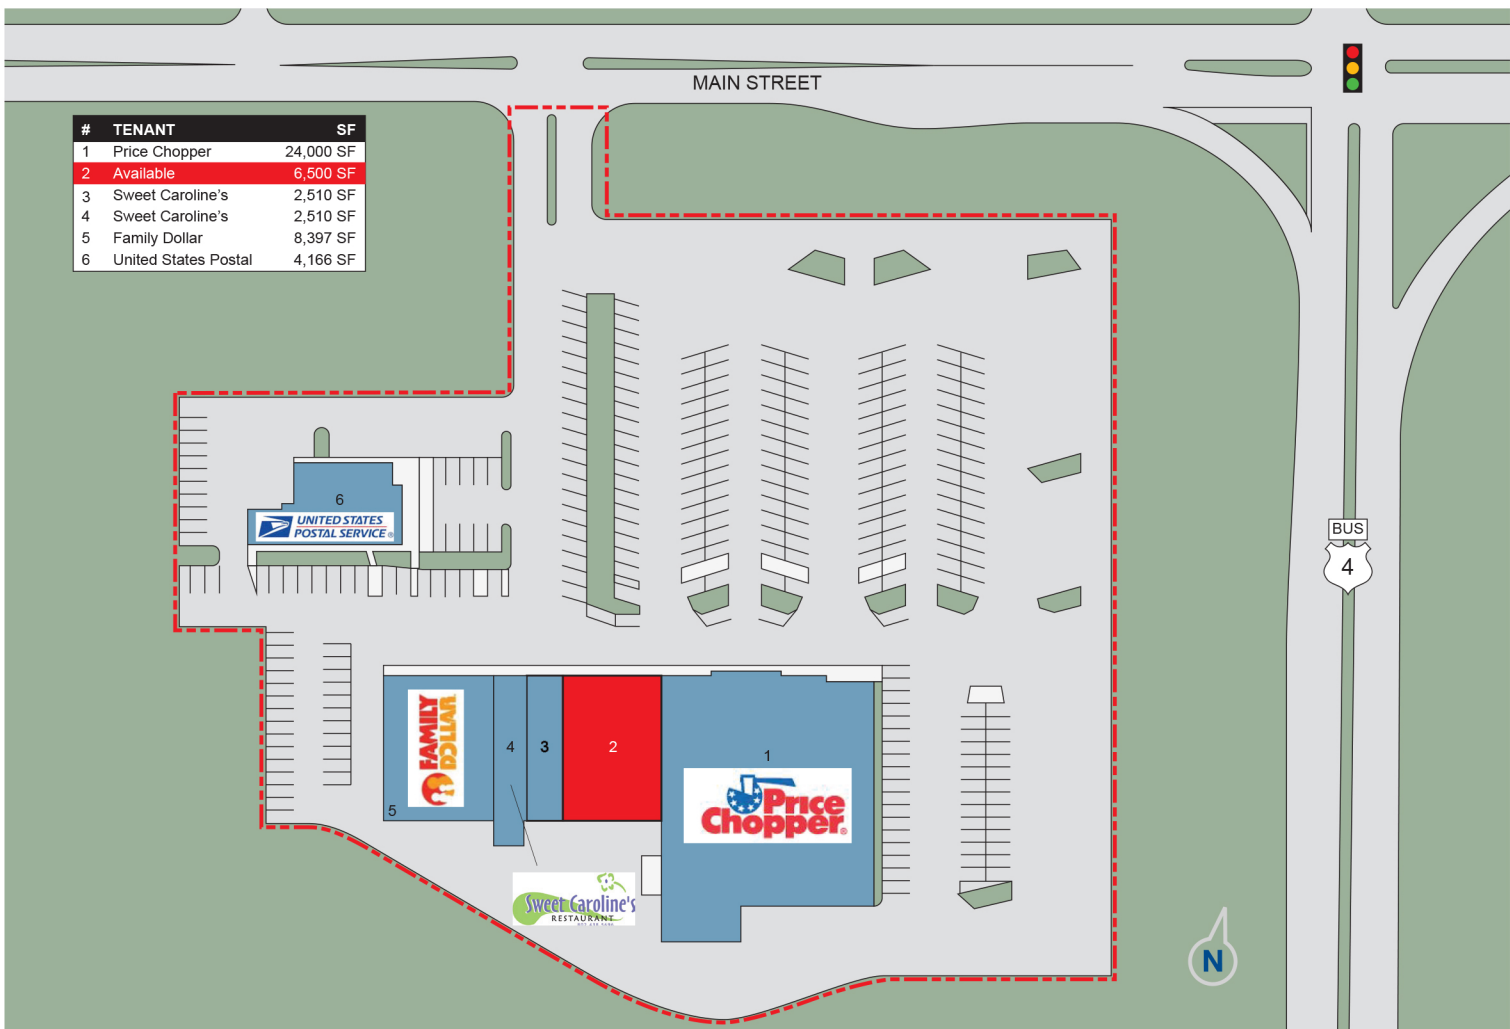 MAIN STREET
# TENANT SF
1 Price Chopper 24,000 SF
2 Available 6,500 SF
3 Sweet Caroline's 2,510 SF
4 Sweet Caroline's 2,510 SF
5 Family Dollar 8,397 SF
6 United States Postal 4,166 SF
6
UNITED STATES
POSTAL SERVICE®
BUS
4
FAMILY
DOLLAR
5
4
3
2
1
Price
Chopper®
Sweet Caroline's
RESTAURANT
N